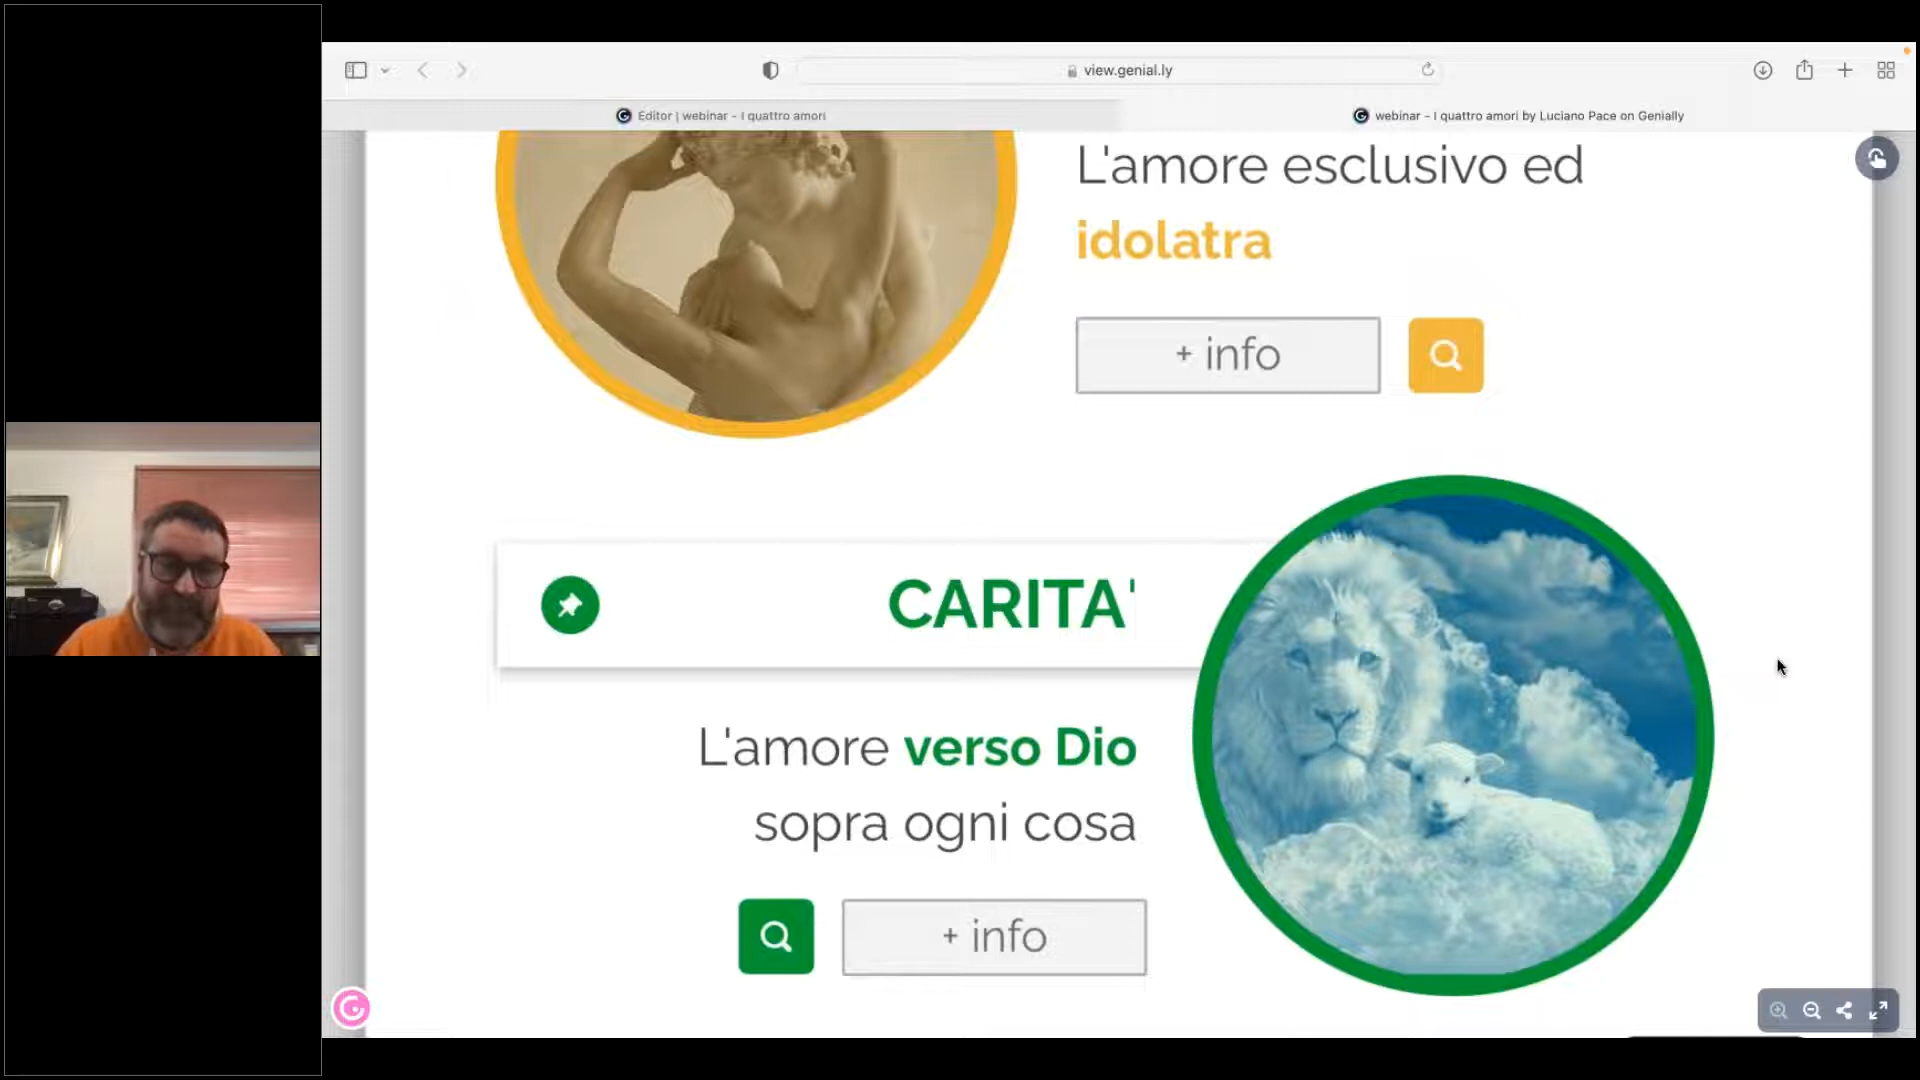 view.genial.ly
Editor | webinar - I quattro amori
webinar - I quattro amori by Luciano Pace on Genially
L'amore esclusivo ed
idolatra
+ info
CARITA'
L'amore verso Dio
sopra ogni cosa
+ info